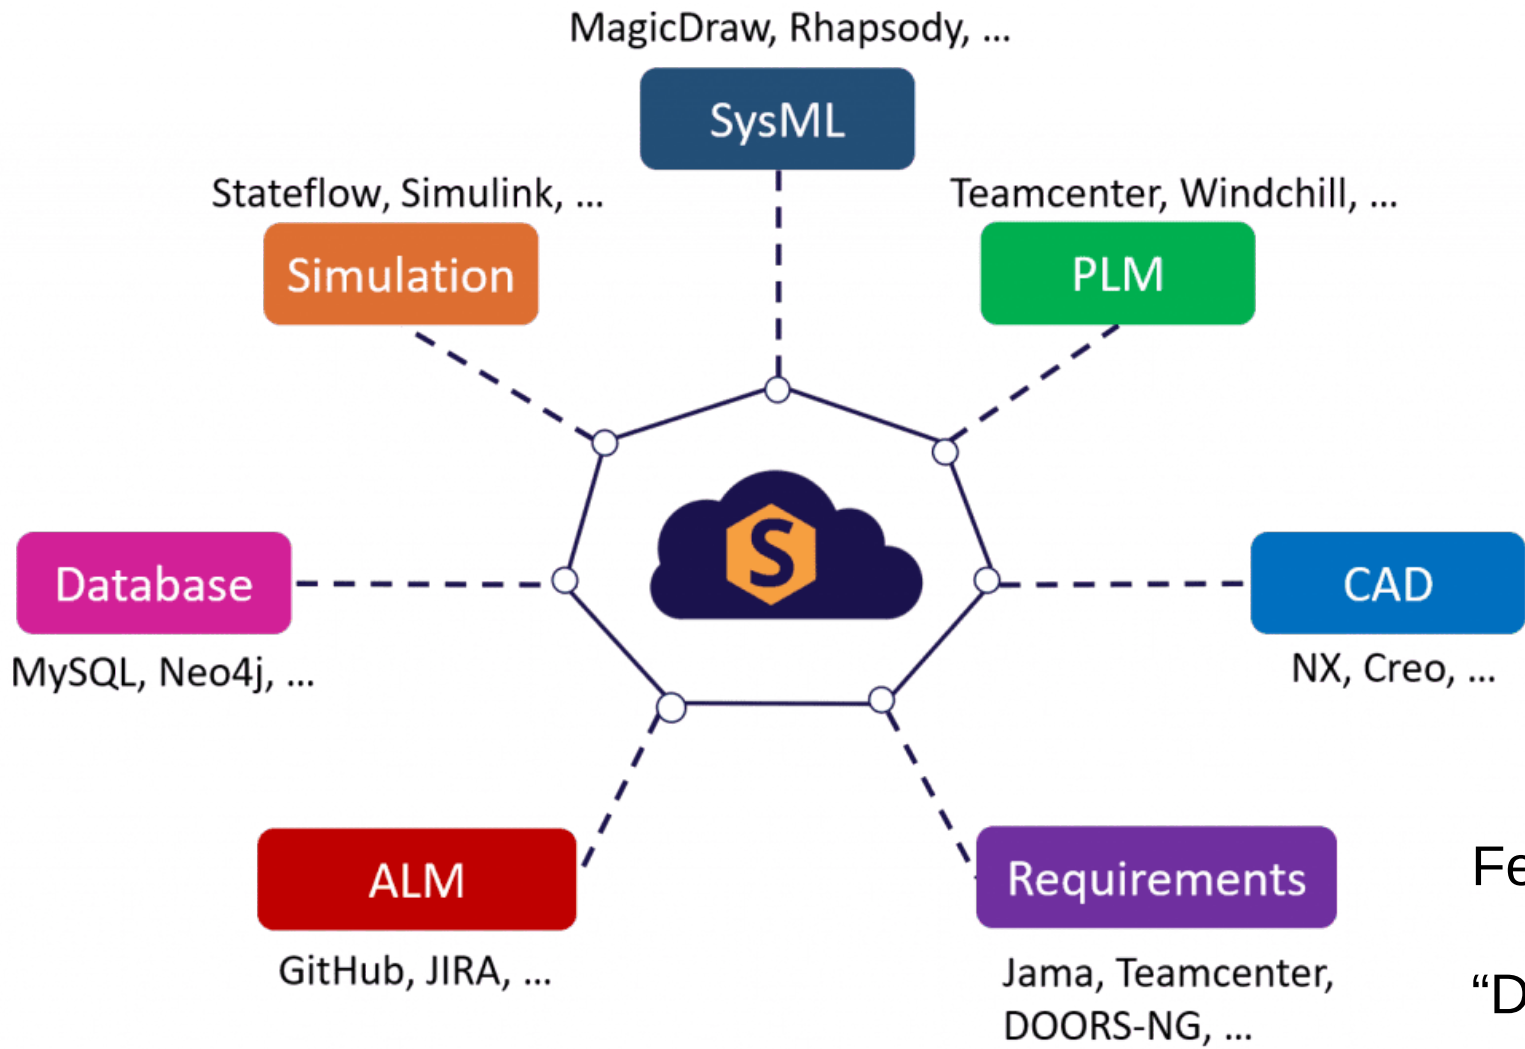 MagicDraw, Rhapsody, ...
SysML
Stateflow, Simulink, ...
Teamcenter, Windchill, ...
Simulation
PLM
S
Database
CAD
MySQL, Neo4j, ...
NX, Creo, ...
ALM
Requirements
GitHub, JIRA, ...
Jama, Teamcenter,
DOORS-NG, ...